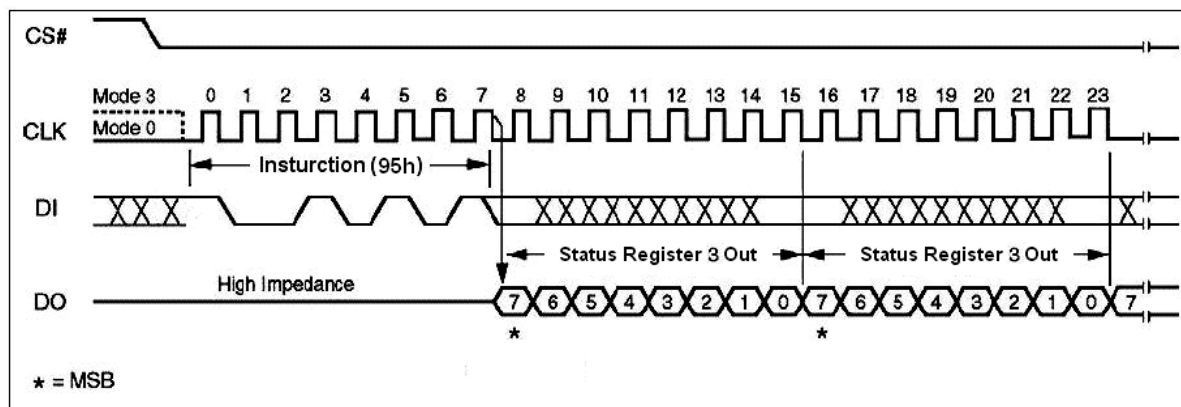 CS#
Mode 3 0 1 2 3 4 5 6 7 8 9 10 11 12 13 14 15 16 17 18 19 20 21 22 23
Mode 0
CLK
Insturction (95h)
DI
Status Register 3 Out Status Register 3 Out
High Impedance
DO 7 6 5 4 3 2 1 0 7 6 5 4 3 2 1 0 7
* *
* = MSB